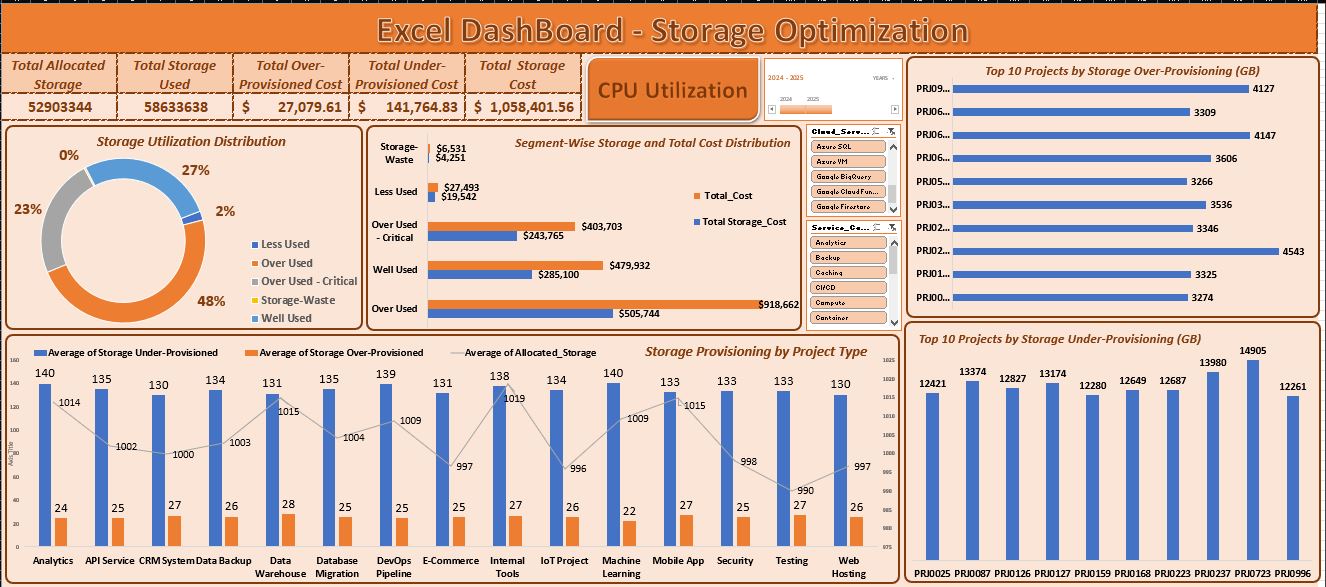 Excel DashBoard - Storage Optimization
Total Allocated Storage
Total Storage Used
Total Over-Provisioned Cost
Total Under-Provisioned Cost
Total Storage Cost
52903344
58633638
$ 27,079.61
$ 141,764.83
$ 1,058,401.56
CPU Utilization
2024 - 2025
YEARS
2024 2025
Storage Utilization Distribution
0%
27%
2%
23%
48%
Less Used
Over Used
Over Used - Critical
Storage-Waste
Well Used
Segment-Wise Storage and Total Cost Distribution
Storage-Waste
$6,531
$4,251
Less Used
$27,493
$19,542
Over Used - Critical
$403,703
$243,765
Well Used
$479,932
$285,100
Over Used
$918,662
$505,744
Total_Cost
Total Storage_Cost
Cloud_Serv...
Azure SQL
Azure VM
Google BigQuery
Google Cloud Fun...
Google Firestore
Service_Ca...
Analytics
Backup
Caching
CI/CD
Compute
Container
Top 10 Projects by Storage Over-Provisioning (GB)
PRJ09... 4127
PRJ06... 3309
PRJ06... 4147
PRJ06... 3606
PRJ05... 3266
PRJ03... 3536
PRJ02... 3346
PRJ02... 4543
PRJ01... 3325
PRJ00... 3274
Average of Storage Under-Provisioned
Average of Storage Over-Provisioned
Average of Allocated_Storage
Storage Provisioning by Project Type
Axis Title
160
140
120
100
80
60
40
20
0
1025
1020
1015
1010
1005
1000
995
990
985
980
975
140 135 130 134 131 135 139 131 138 134 140 133 133 133 130
1014 1002 1000 1003 1015 1004 1009 997 1019 996 1009 1015 998 990 997
24 25 27 26 28 25 25 25 27 26 22 27 25 27 26
Analytics
API Service
CRM System
Data Backup
Data Warehouse
Database Migration
DevOps Pipeline
E-Commerce
Internal Tools
IoT Project
Machine Learning
Mobile App
Security
Testing
Web Hosting
Top 10 Projects by Storage Under-Provisioning (GB)
12421 13374 12827 13174 12280 12649 12687 13980 14905 12261
PRJ0025 PRJ0087 PRJ0126 PRJ0127 PRJ0159 PRJ0168 PRJ0223 PRJ0237 PRJ0723 PRJ0996